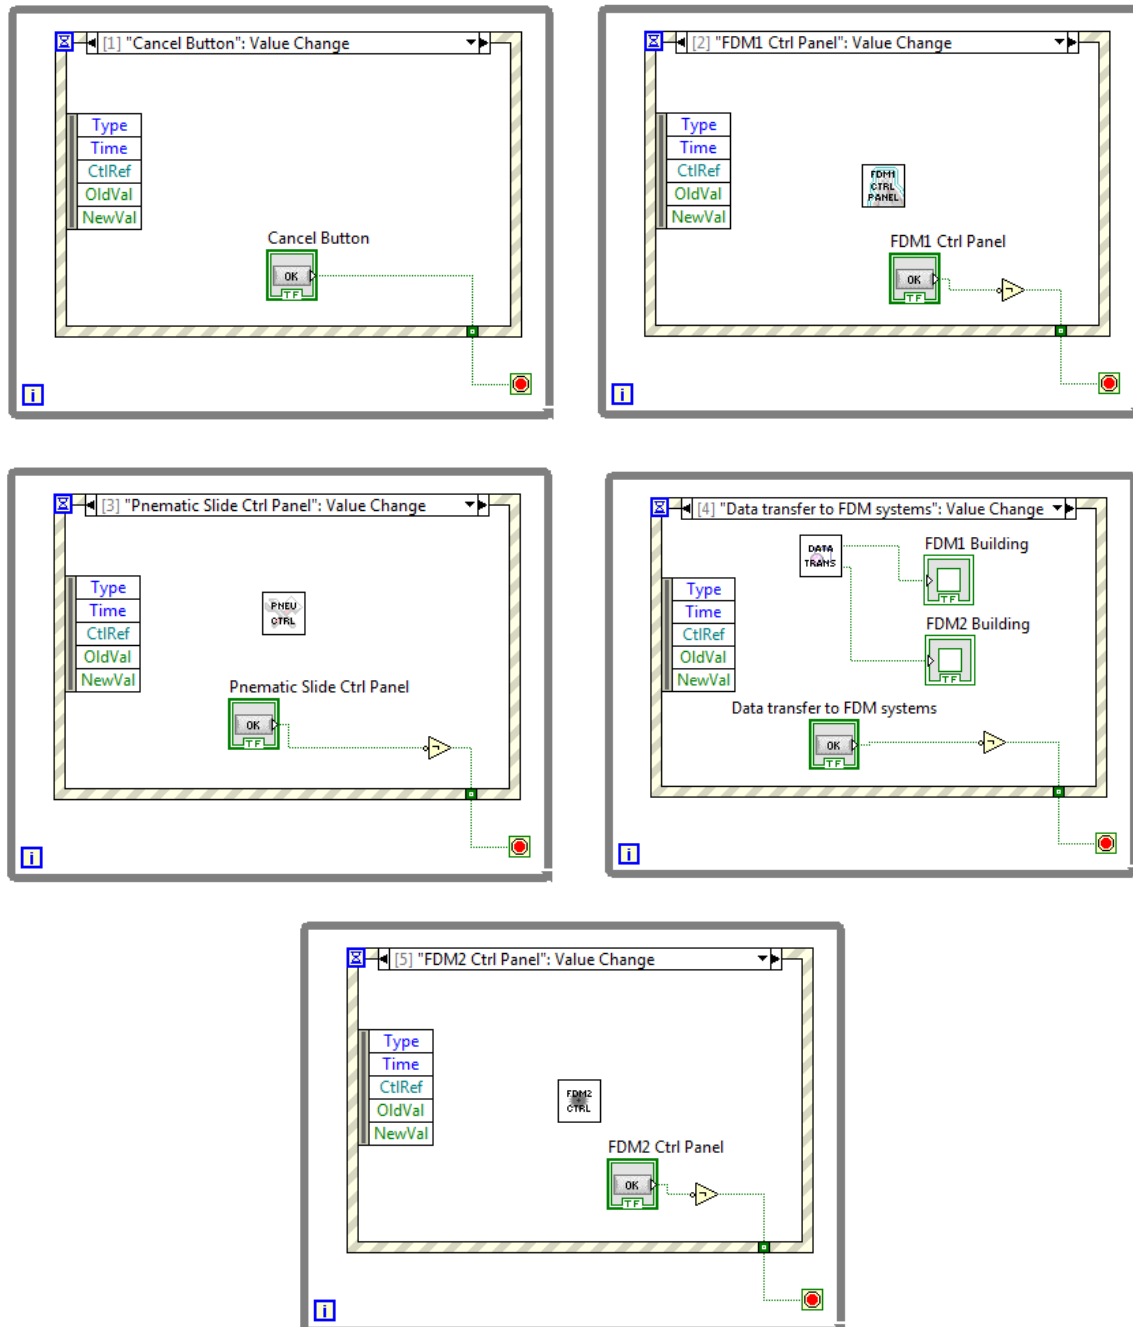 [1] "Cancel Button": Value Change
Type
Time
CtlRef
OldVal
NewVal
Cancel Button
OK
TF
i
[2] "FDM1 Ctrl Panel": Value Change
Type
Time
CtlRef
OldVal
NewVal
FDM1
CTRL
PANEL
FDM1 Ctrl Panel
OK
TF
i
[3] "Pnematic Slide Ctrl Panel": Value Change
Type
Time
CtlRef
OldVal
NewVal
PNEU
CTRL
Pnematic Slide Ctrl Panel
OK
TF
i
[4] "Data transfer to FDM systems": Value Change
DATA
TRANS
FDM1 Building
TF
Type
Time
CtlRef
OldVal
NewVal
FDM2 Building
TF
Data transfer to FDM systems
OK
TF
i
[5] "FDM2 Ctrl Panel": Value Change
Type
Time
CtlRef
OldVal
NewVal
FDM2
CTRL
FDM2 Ctrl Panel
OK
TF
i